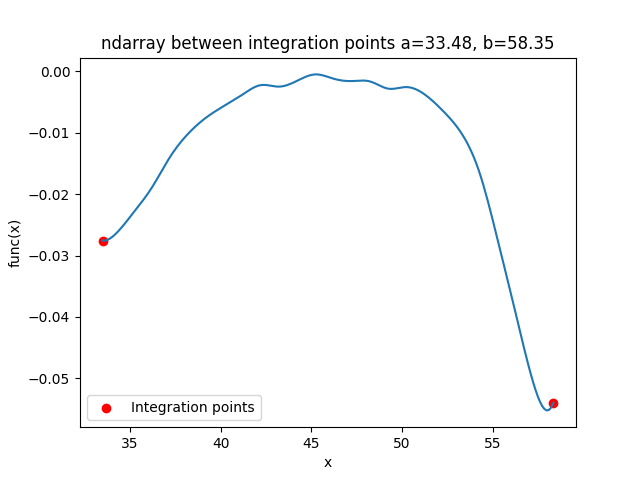 ndarray between integration points a=33.48, b=58.35
0.00
−0.01
−0.02
−0.03
−0.04
−0.05
func(x)
Integration points
35 40 45 50 55
x